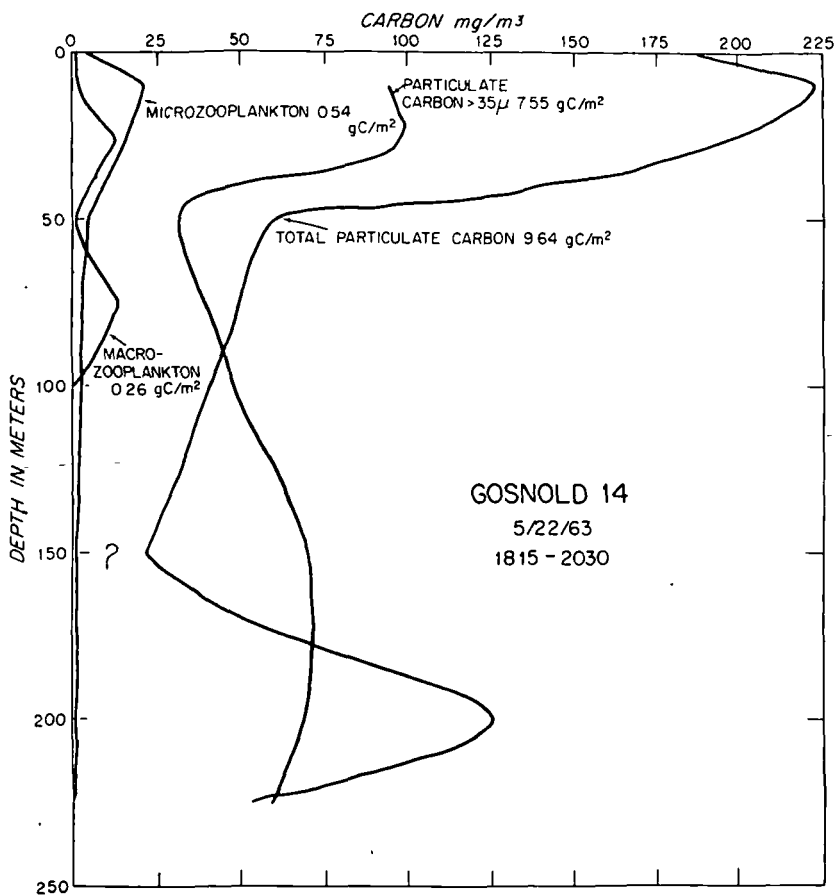 CARBON mg/m³
0 25 50 75 100 125 150 175 200 225
PARTICULATE
CARBON >35µ 7.55 gC/m²
MICROZOOPLANKTON 0.54
gC/m²
TOTAL PARTICULATE CARBON 9.64 gC/m²
MACRO-
ZOOPLANKTON
0.26 gC/m²
DEPTH IN METERS
0
50
100
150
200
250
?
GOSNOLD 14
5/22/63
1815 - 2030